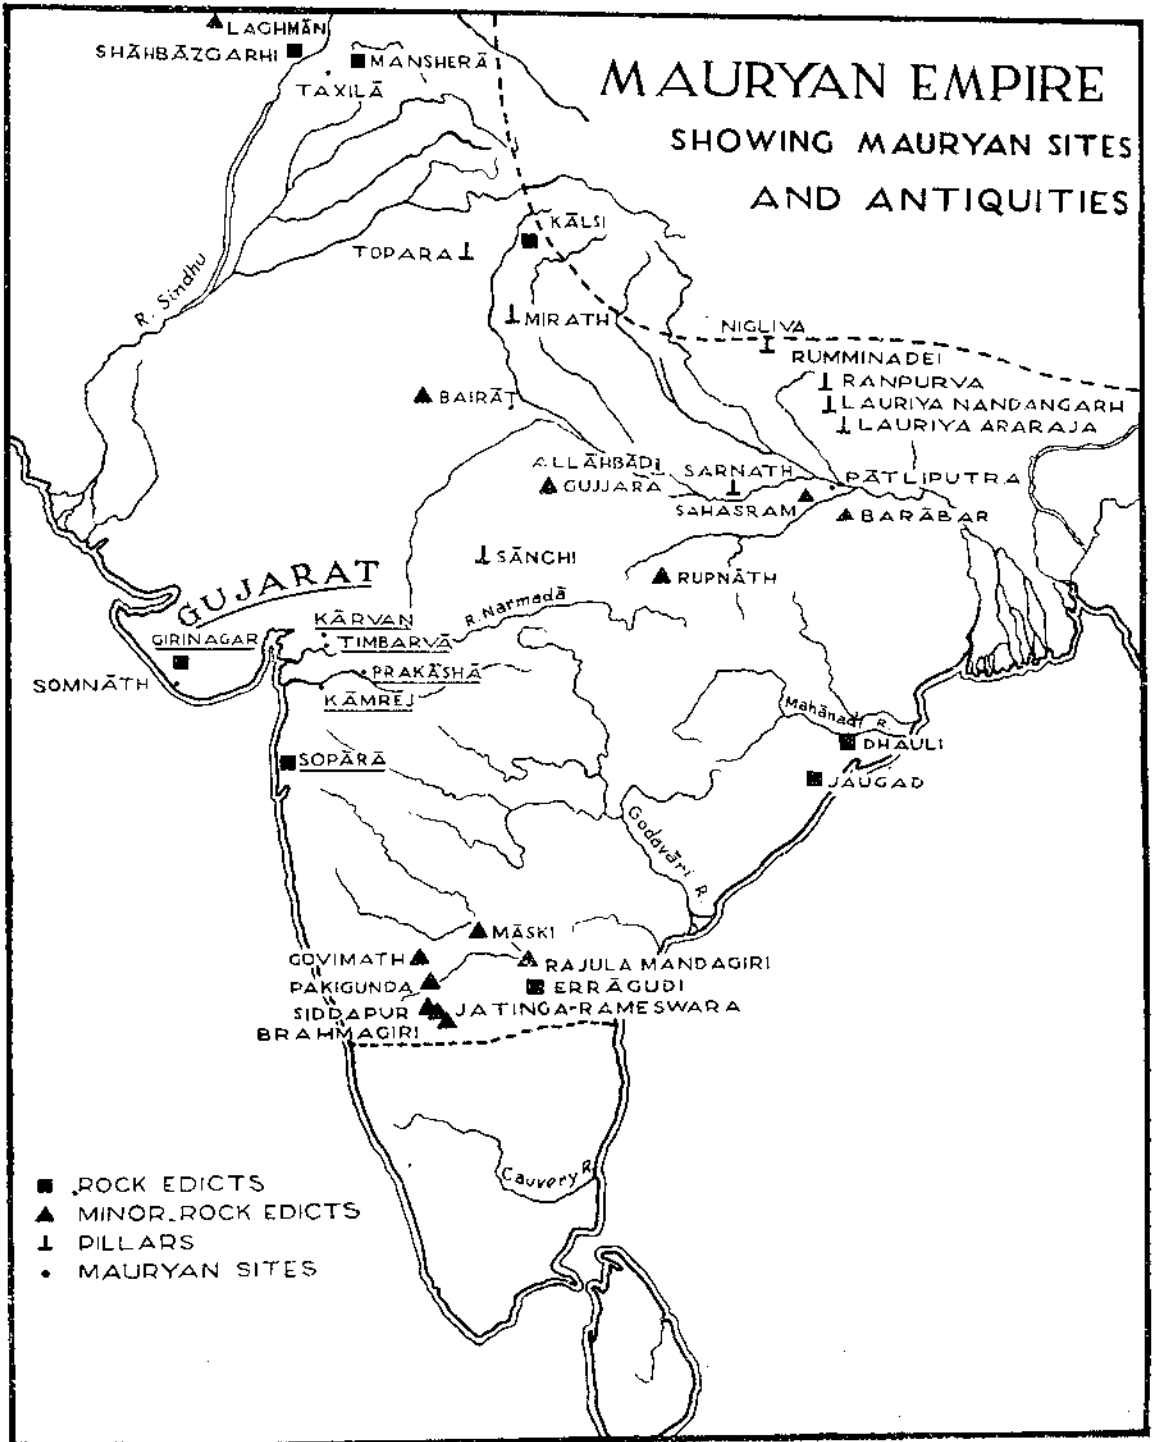 LAGHMĀN
SHĀHBĀZGARHI
MANSHERĀ
TAXILĀ
MAURYAN EMPIRE
SHOWING MAURYAN SITES
AND ANTIQUITIES
KĀLSI
TOPARA
R. Sindhu
MIRATH
NIGLIVA
RUMMINADEI
RANPURVA
LAURIYA NANDANGARH
LAURIYA ARARAJA
BAIRĀT
ALLĀHBĀDI
SARNATH
PĀTLIPUTRA
GUJJARA
SAHASRAM
BARĀBAR
SĀNCHI
RUPNĀTH
GUJARAT
R. Narmadā
KĀRVAN
GIRINAGAR
TIMBARVĀ
SOMNĀTH
PRAKĀSHĀ
KĀMREJ
Mahānadi R.
DHAULI
SOPĀRĀ
JAUGAD
Godavāri R.
MĀSKI
GOVIMATH
RAJULA MANDAGIRI
PAKIGUNDA
ERRĀGUDI
SIDDAPUR
JATINGA-RAMESWARA
BRAHMAGIRI
Cauvery R.
ROCK EDICTS
MINOR-ROCK EDICTS
PILLARS
MAURYAN SITES